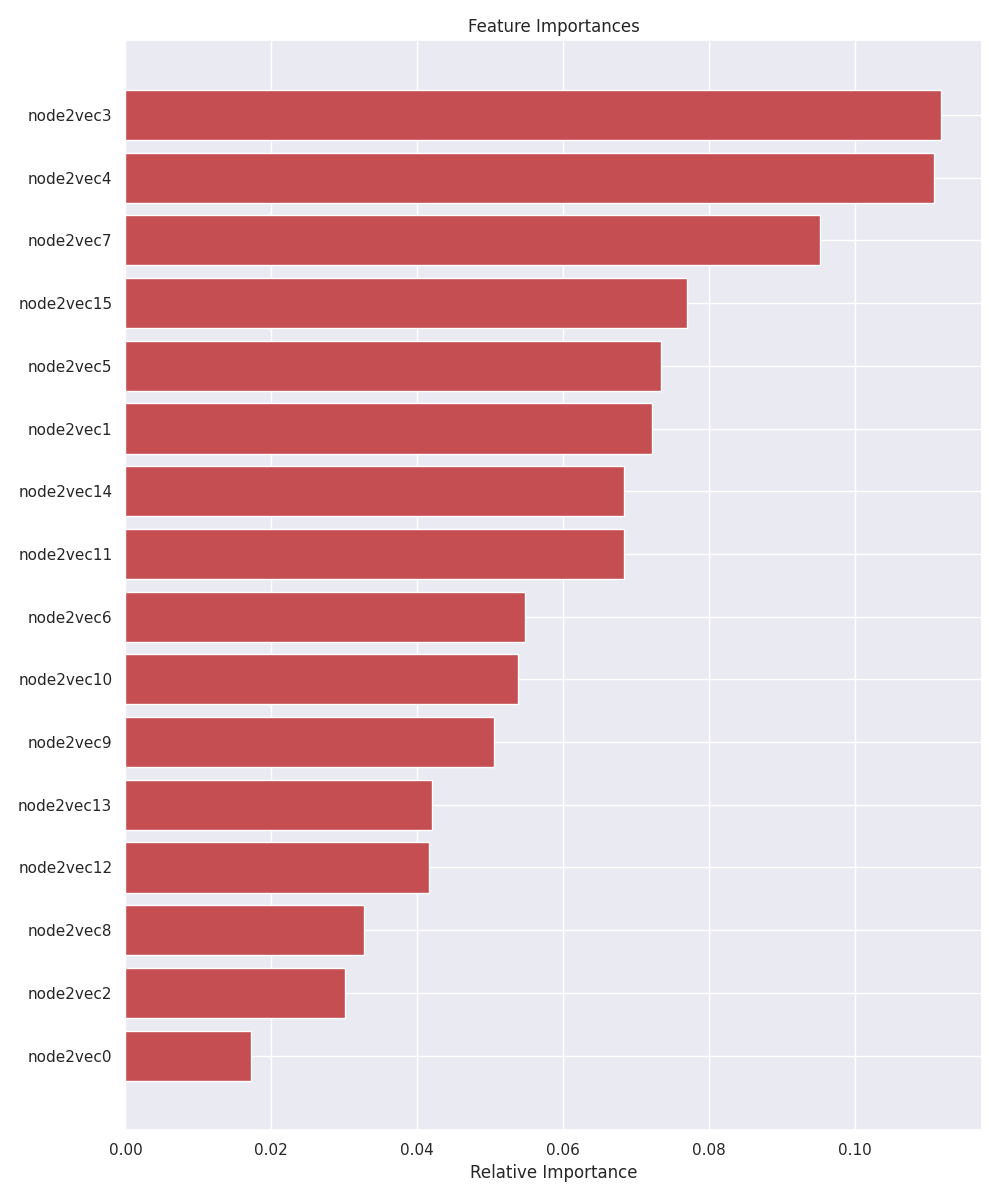 Feature Importances
node2vec3
node2vec4
node2vec7
node2vec15
node2vec5
node2vec1
node2vec14
node2vec11
node2vec6
node2vec10
node2vec9
node2vec13
node2vec12
node2vec8
node2vec2
node2vec0
0.00 0.02 0.04 0.06 0.08 0.10
Relative Importance